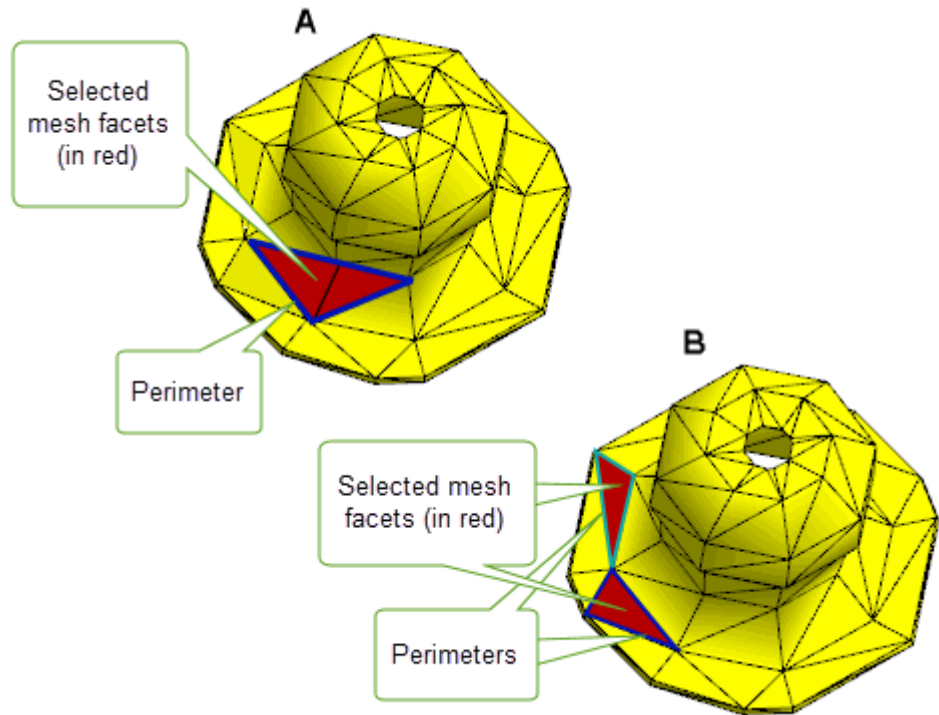 A
Selected
mesh facets
(in red)
Perimeter
B
Selected mesh
facets (in red)
Perimeters